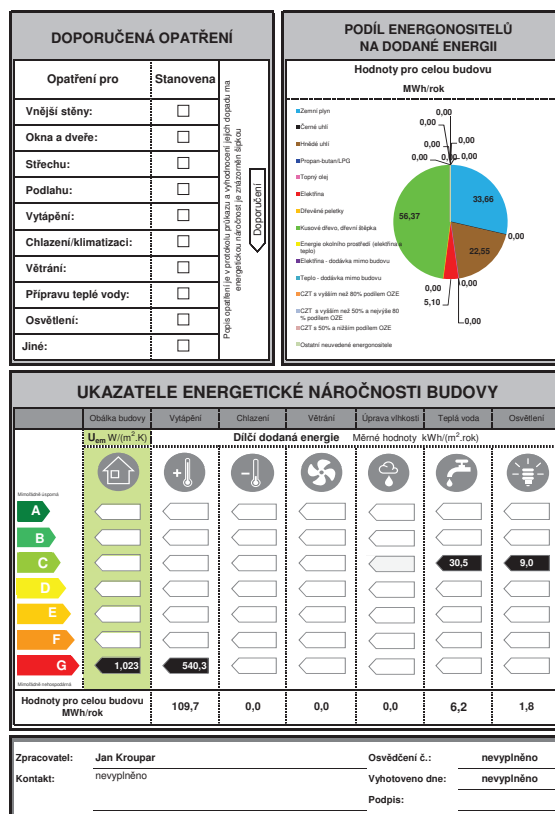 DOPORUČENÁ OPATŘENÍ
Opatření pro
Stanovena
Vnější stěny:
Okna a dveře:
Střechu:
Podlahu:
Vytápění:
Chlazení/klimatizaci:
Větrání:
Přípravu teplé vody:
Osvětlení:
Jiné:
Popis opatření je v protokolu průkazu a vyhodnocení jejich dopadu na
energetickou náročnost je znázorněn šipkou
Doporučení
PODÍL ENERGONOSITELŮ
NA DODANÉ ENERGII
Hodnoty pro celou budovu
MWh/rok
Zemní plyn
Černé uhlí
Hnědé uhlí
Propan-butan/LPG
Topný olej
Elektřina
Dřevěné peletky
Kusové dřevo, dřevní štěpka
Energie okolního prostředí (elektřina a
teplo)
Elektřina - dodávka mimo budovu
Teplo - dodávka mimo budovu
CZT s vyšším než 80% podílem OZE
CZT s vyšším než 50% a nejvýše 80
% podílem OZE
CZT s 50% a nižším podílem OZE
Ostatní neuvedené energonositele
0,00
0,00
0,00
0,00
0,00
0,00
33,66
56,37
0,00
22,55
0,00
0,00
5,10
0,00
UKAZATELE ENERGETICKÉ NÁROČNOSTI BUDOVY
Obálka budovy Vytápění Chlazení Větrání Úprava vlhkosti Teplá voda Osvětlení
Uem W/(m².K) Dílčí dodaná energie Měrné hodnoty kWh/(m².rok)
Mimořádně úsporná
A
B
C 30,5 9,0
D
E
F
G 1,023 540,3
Mimořádně nehospodárná
Hodnoty pro celou budovu
MWh/rok
109,7 0,0 0,0 0,0 6,2 1,8
Zpracovatel: Jan Kroupar Osvědčení č.: nevyplněno
Kontakt: nevyplněno Vyhotoveno dne: nevyplněno
Podpis: